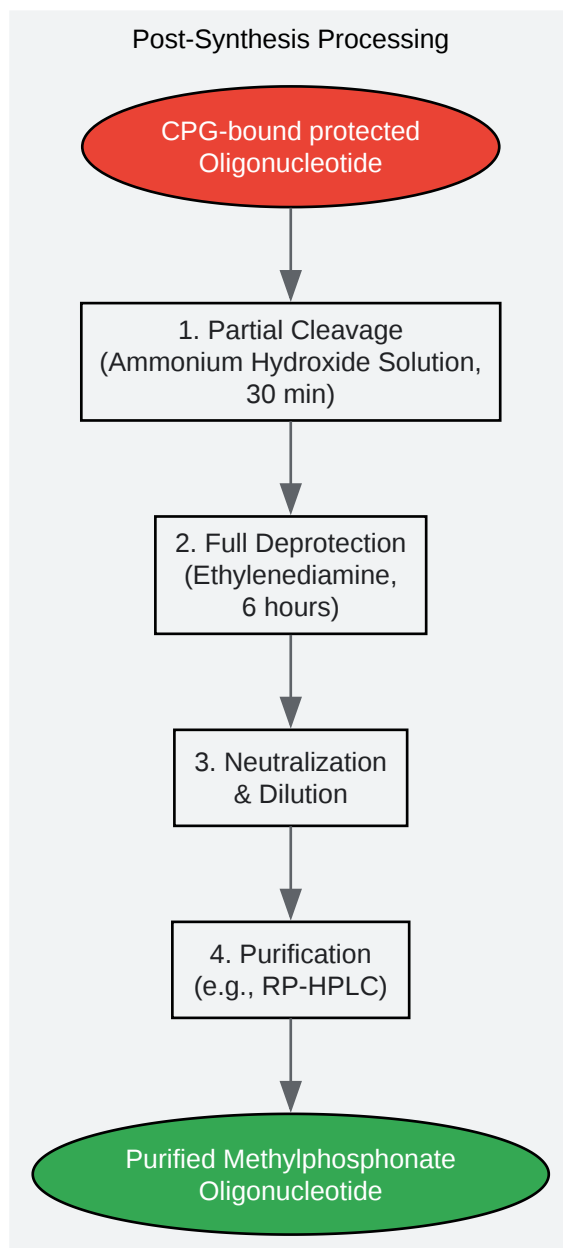 Post-Synthesis Processing
CPG-bound protected
Oligonucleotide
1. Partial Cleavage
(Ammonium Hydroxide Solution,
30 min)
2. Full Deprotection
(Ethylenediamine,
6 hours)
3. Neutralization
& Dilution
4. Purification
(e.g., RP-HPLC)
Purified Methylphosphonate
Oligonucleotide